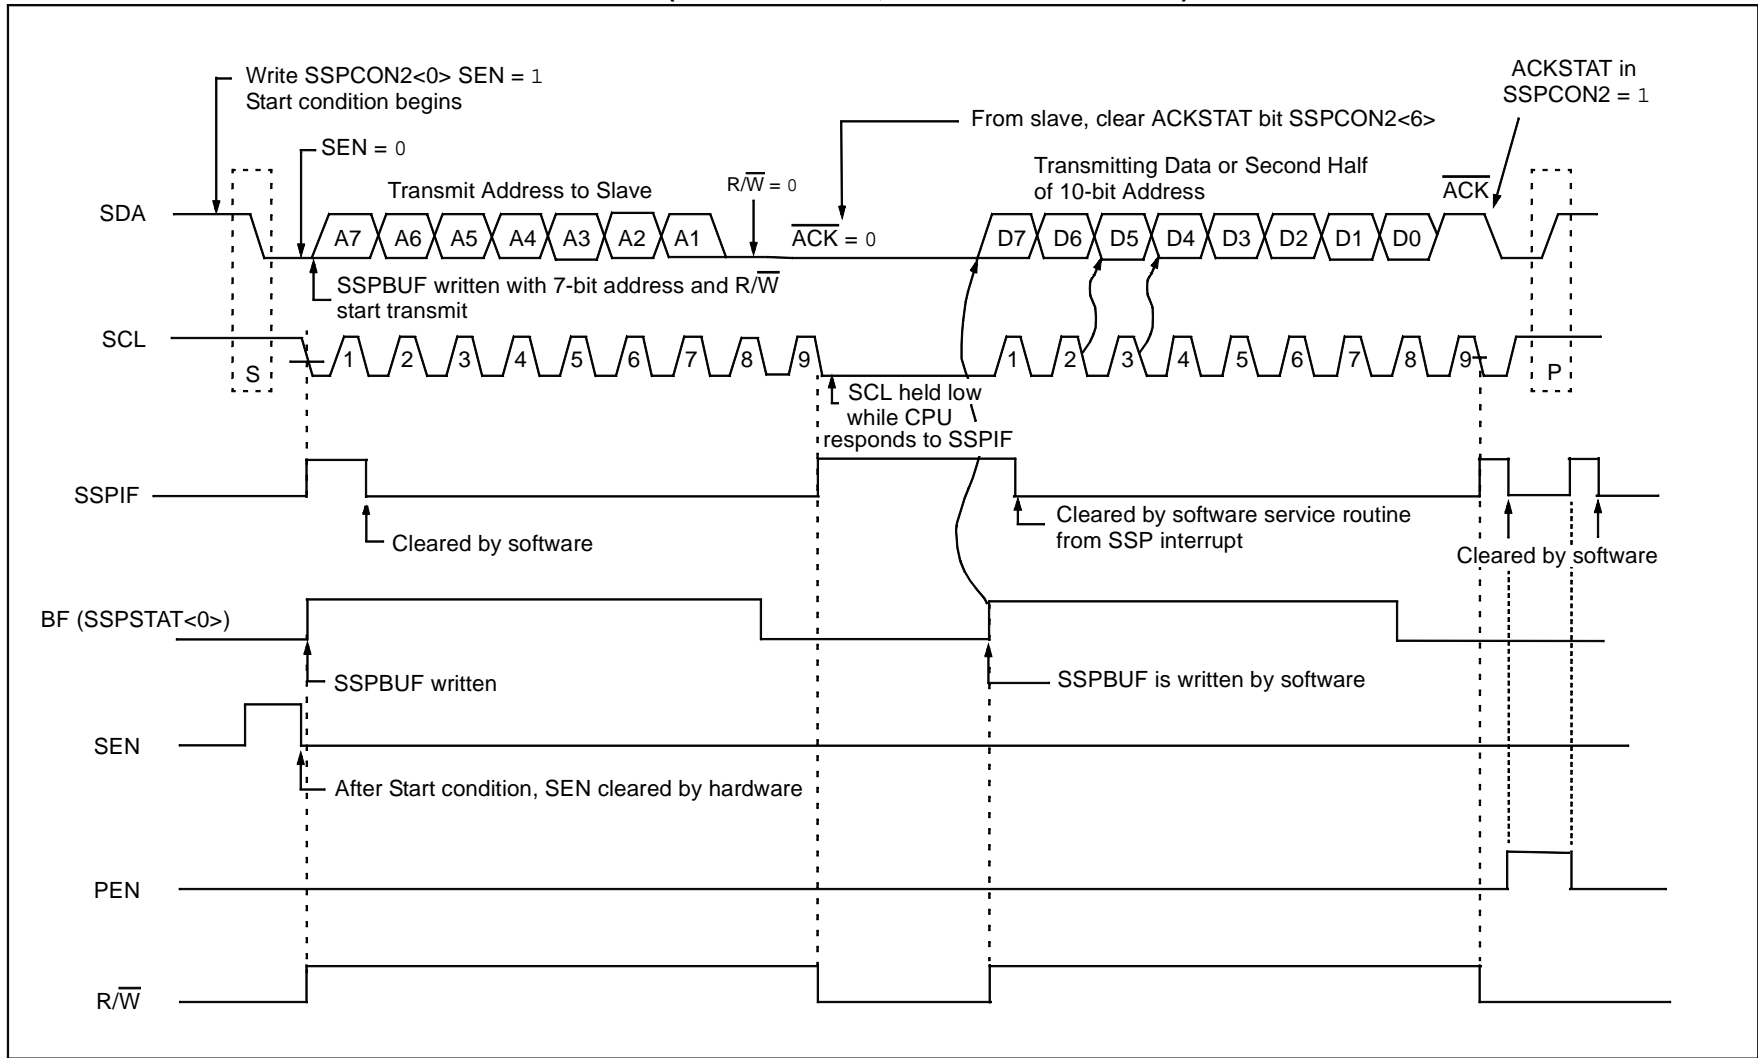 Write SSPCON2<0> SEN = 1
Start condition begins
ACKSTAT in
SSPCON2 = 1
From slave, clear ACKSTAT bit SSPCON2<6>
SEN = 0
Transmit Address to Slave
R/W̅ = 0
Transmitting Data or Second Half
of 10-bit Address
A̅C̅K̅
SDA
A7 A6 A5 A4 A3 A2 A1
A̅C̅K̅ = 0
D7 D6 D5 D4 D3 D2 D1 D0
SSPBUF written with 7-bit address and R/W̅
start transmit
SCL
S
1 2 3 4 5 6 7 8 9
1 2 3 4 5 6 7 8 9
P
SCL held low
while CPU
responds to SSPIF
SSPIF
Cleared by software
Cleared by software service routine
from SSP interrupt
Cleared by software
BF (SSPSTAT<0>)
SSPBUF written
SSPBUF is written by software
SEN
After Start condition, SEN cleared by hardware
PEN
R/W̅